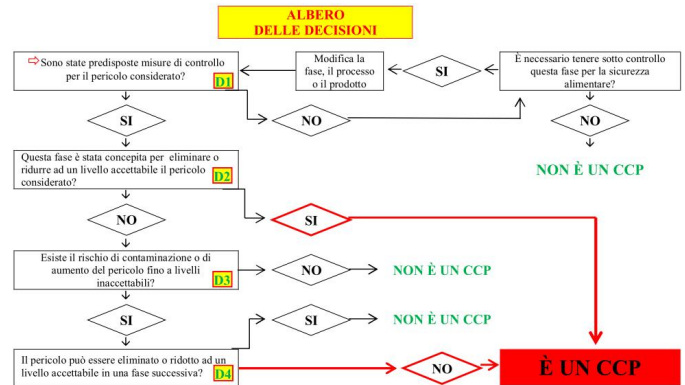 ALBERO
DELLE DECISIONI
⇨Sono state predisposte misure di controllo
per il pericolo considerato?
D1
Modifica la
fase, il processo
o il prodotto
SI
È necessario tenere sotto controllo
questa fase per la sicurezza
alimentare?
SI
NO
NO
NON È UN CCP
Questa fase è stata concepita per eliminare o
ridurre ad un livello accettabile il pericolo
considerato?
D2
NO
SI
Esiste il rischio di contaminazione o di
aumento del pericolo fino a livelli
inaccettabili?
D3
NO
NON È UN CCP
SI
SI
NON È UN CCP
Il pericolo può essere eliminato o ridotto ad un
livello accettabile in una fase successiva?
D4
NO
È UN CCP